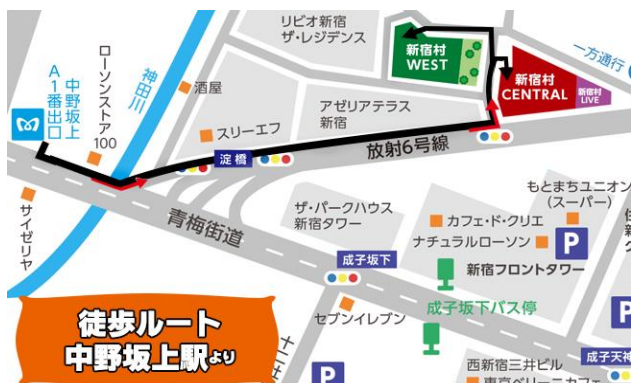 リビオ新宿
ザ・レジデンス
新宿村
WEST
一方通行
中野坂上
A1番出口
ローソンストア
100
神田川
酒屋
新宿村
CENTRAL
新宿村
LIVE
アゼリアテラス
新宿
スリーエフ
淀橋
放射6号線
サイゼリヤ
青梅街道
ザ・パークハウス
新宿タワー
もとまちユニオン
(スーパー)
カフェ・ド・クリエ
ナチュラルローソン
P
成子坂下
新宿フロントタワー
成子坂下バス停
セブンイレブン
P
徒歩ルート
中野坂上駅より
P
西新宿三井ビル
成子天神